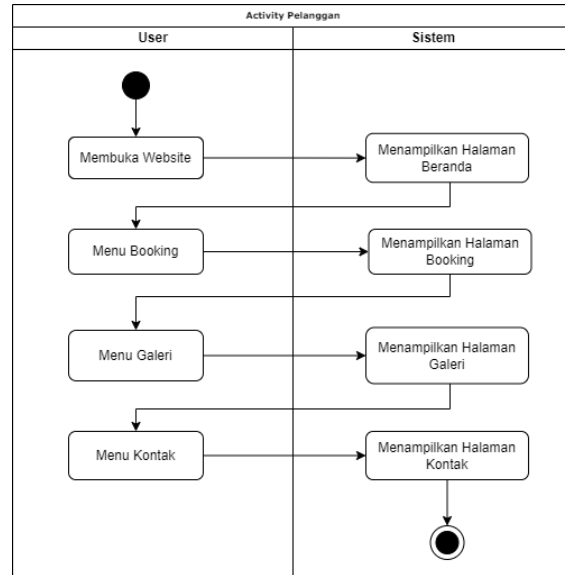 Activity Pelanggan
User
Sistem
Membuka Website
Menampilkan Halaman
Beranda
Menu Booking
Menampilkan Halaman
Booking
Menu Galeri
Menampilkan Halaman
Galeri
Menu Kontak
Menampilkan Halaman
Kontak